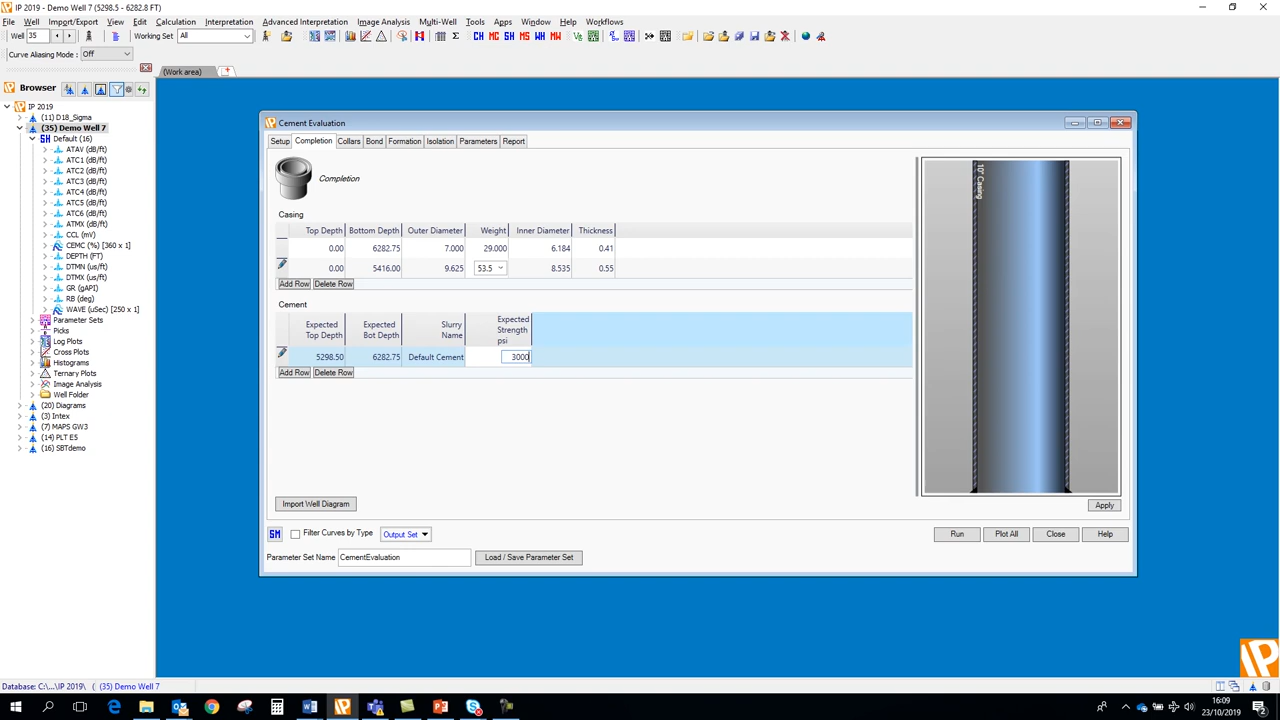 IP 2019 - Demo Well 7 (5298.5 - 6282.8 FT)
File Well Import/Export View Edit Calculation Interpretation Advanced Interpretation Image Analysis Multi-Well Tools Apps Window Help Workflows
Well 35 Working Set All CH MC SH MS WH MW
Curve Aliasing Mode : Off
(Work area)
Browser
IP 2019
(11) D18_Sigma
(35) Demo Well 7
SH Default (16)
ATAV (dB/ft)
ATC1 (dB/ft)
ATC2 (dB/ft)
ATC3 (dB/ft)
ATC4 (dB/ft)
ATC5 (dB/ft)
ATC6 (dB/ft)
ATMX (dB/ft)
CCL (mV)
CEMC (%) [360 x 1]
DEPTH (FT)
DTMN (us/ft)
DTMX (us/ft)
GR (gAPI)
RB (deg)
WAVE (uSec) [250 x 1]
Parameter Sets
Picks
Log Plots
Cross Plots
Histograms
Ternary Plots
Image Analysis
Well Folder
(20) Diagrams
(3) Intex
(7) MAPS GW3
(14) PLT E5
(16) SBTdemo
Cement Evaluation
Setup Completion Collars Bond Formation Isolation Parameters Report
Completion
Casing
Top Depth Bottom Depth Outer Diameter Weight Inner Diameter Thickness
0.00 6282.75 7.000 29.000 6.184 0.41
0.00 5416.00 9.625 53.5 8.535 0.55
Add Row Delete Row
Cement
Expected Top Depth Expected Bot Depth Slurry Name Expected Strength psi
5298.50 6282.75 Default Cement 3000
Add Row Delete Row
10" Casing
Import Well Diagram
Apply
SM Filter Curves by Type Output Set
Run Plot All Close Help
Parameter Set Name CementEvaluation Load / Save Parameter Set
Database: C:\...\IP 2019\ ( (35) Demo Well 7
16:09
23/10/2019
2